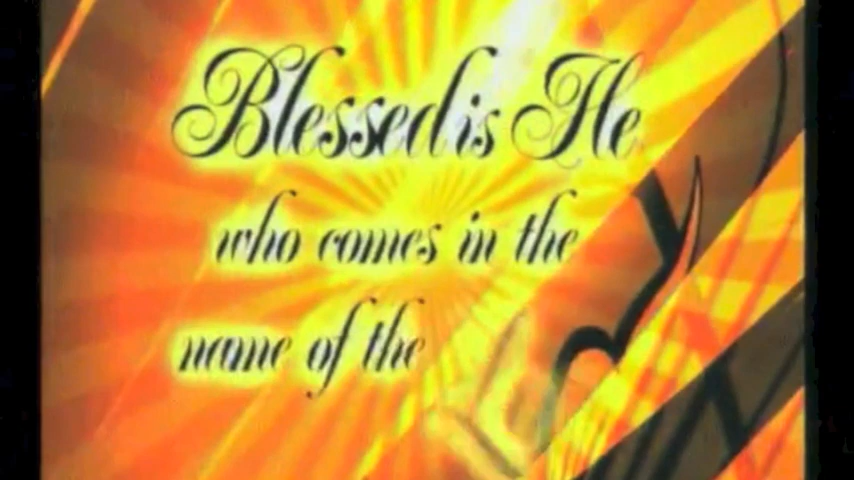 Blessed is He
who comes in the
name of the